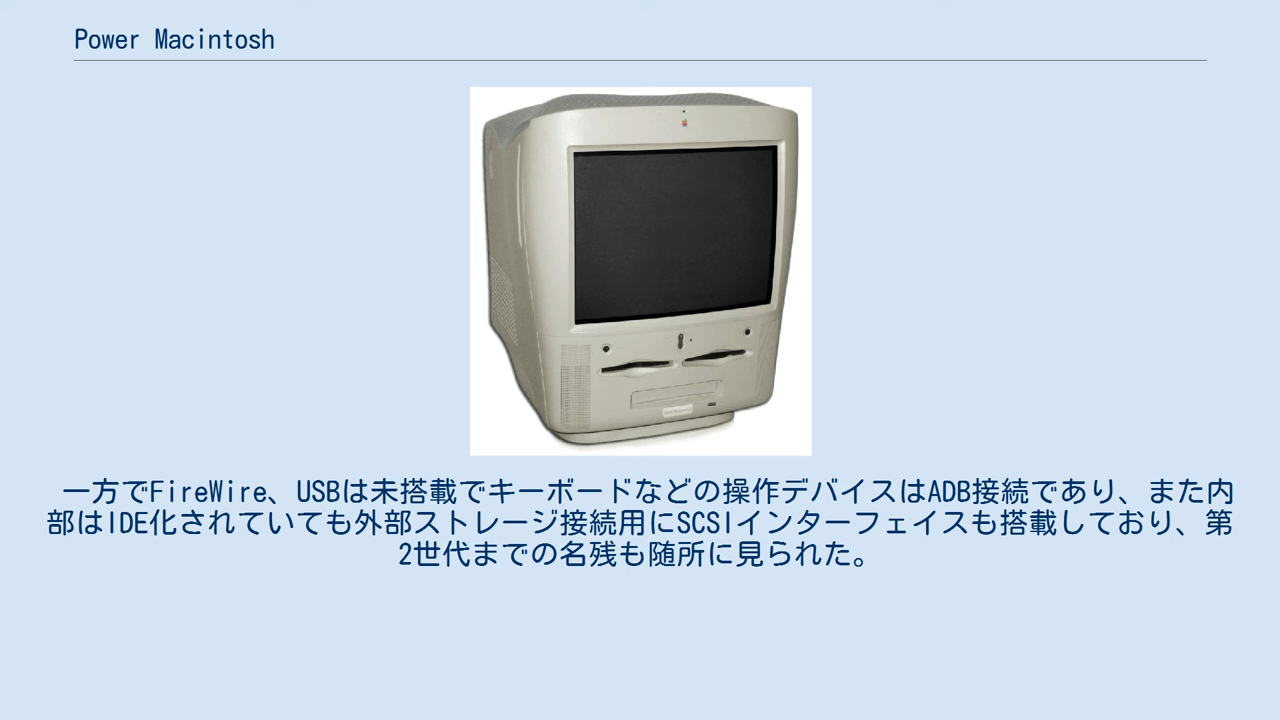 Power Macintosh
一方でFireWire、USBは未搭載でキーボードなどの操作デバイスはADB接続であり、また内
部はIDE化されていても外部ストレージ接続用にSCSIインターフェイスも搭載しており、第
2世代までの名残も随所に見られた。